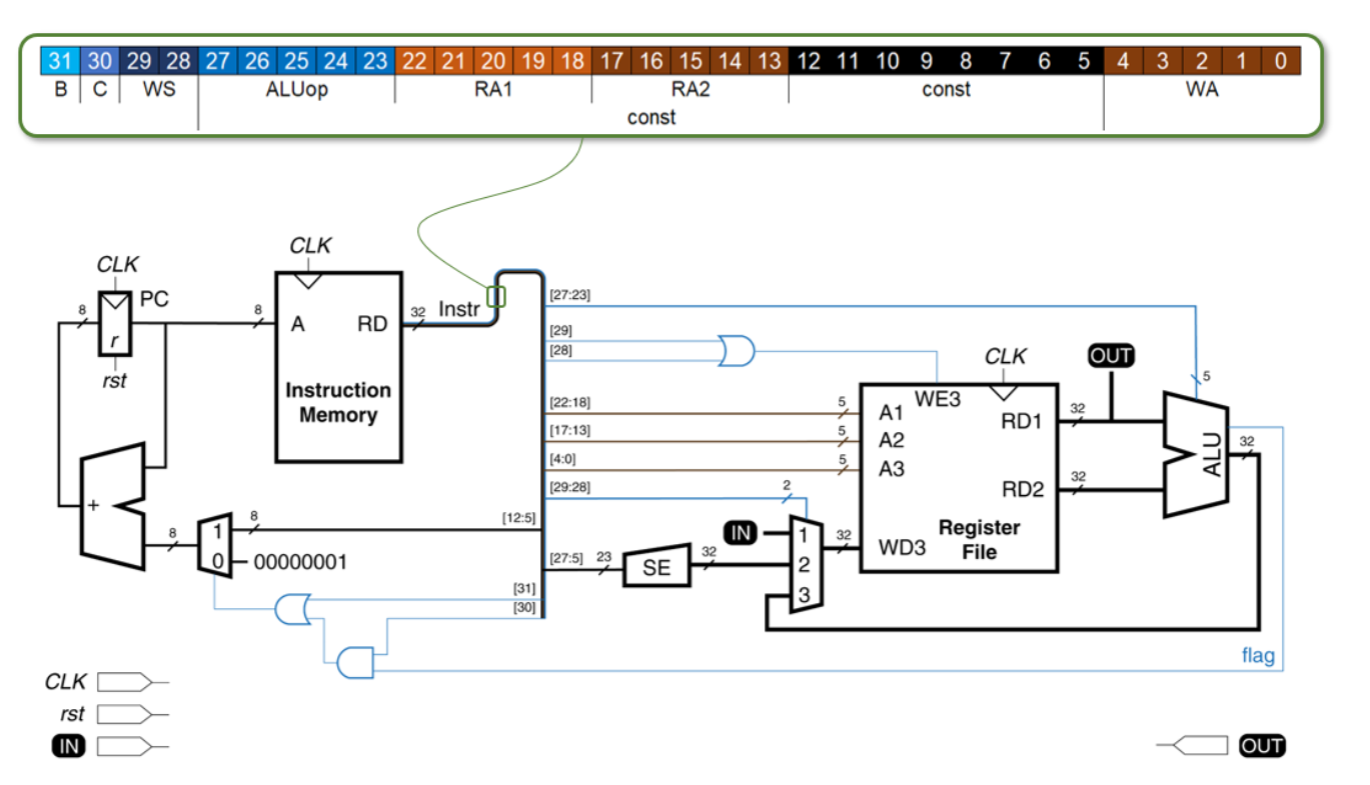 31 30 29 28 27 26 25 24 23 22 21 20 19 18 17 16 15 14 13 12 11 10 9 8 7 6 5 4 3 2 1 0
B C WS ALUop RA1 RA2 const WA
const
CLK
CLK
PC
8
r
rst
8
A RD
Instruction
Memory
32
Instr
[27:23]
[29]
[28]
[22:18]
[17:13]
[4:0]
[29:28]
[12:5]
[27:5]
[31]
[30]
5
5
5
2
CLK
WE3
A1
A2
A3
RD1
RD2
WD3
Register
File
32
32
OUT
5
ALU
32
IN
1
2
3
32
23
SE
32
+
8
1
0
8
00000001
flag
CLK
rst
IN
OUT